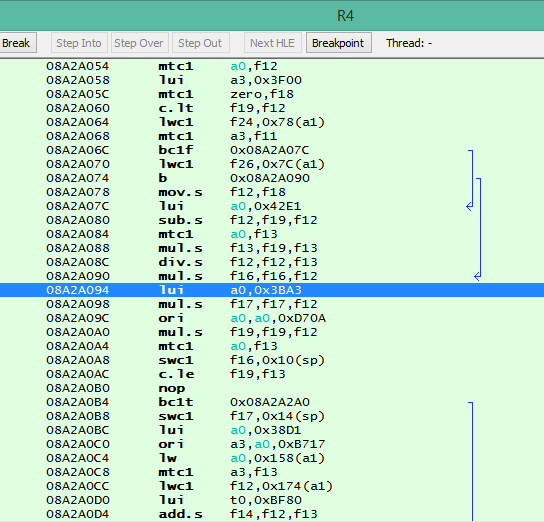 R4
Break Step Into Step Over Step Out Next HLE Breakpoint Thread: -
08A2A054 mtc1 a0,f12
08A2A058 lui a3,0x3F00
08A2A05C mtc1 zero,f18
08A2A060 c.lt f19,f12
08A2A064 lwc1 f24,0x78(a1)
08A2A068 mtc1 a3,f11
08A2A06C bc1f 0x08A2A07C
08A2A070 lwc1 f26,0x7C(a1)
08A2A074 b 0x08A2A090
08A2A078 mov.s f12,f18
08A2A07C lui a0,0x42E1
08A2A080 sub.s f12,f19,f12
08A2A084 mtc1 a0,f13
08A2A088 mul.s f13,f19,f13
08A2A08C div.s f12,f12,f13
08A2A090 mul.s f16,f16,f12
08A2A094 lui a0,0x3BA3
08A2A098 mul.s f17,f17,f12
08A2A09C ori a0,a0,0xD70A
08A2A0A0 mul.s f19,f19,f12
08A2A0A4 mtc1 a0,f13
08A2A0A8 swc1 f16,0x10(sp)
08A2A0AC c.le f19,f13
08A2A0B0 nop
08A2A0B4 bc1t 0x08A2A2A0
08A2A0B8 swc1 f17,0x14(sp)
08A2A0BC lui a0,0x38D1
08A2A0C0 ori a3,a0,0xB717
08A2A0C4 lw a0,0x158(a1)
08A2A0C8 mtc1 a3,f13
08A2A0CC lwc1 f12,0x174(a1)
08A2A0D0 lui t0,0xBF80
08A2A0D4 add.s f14,f12,f13